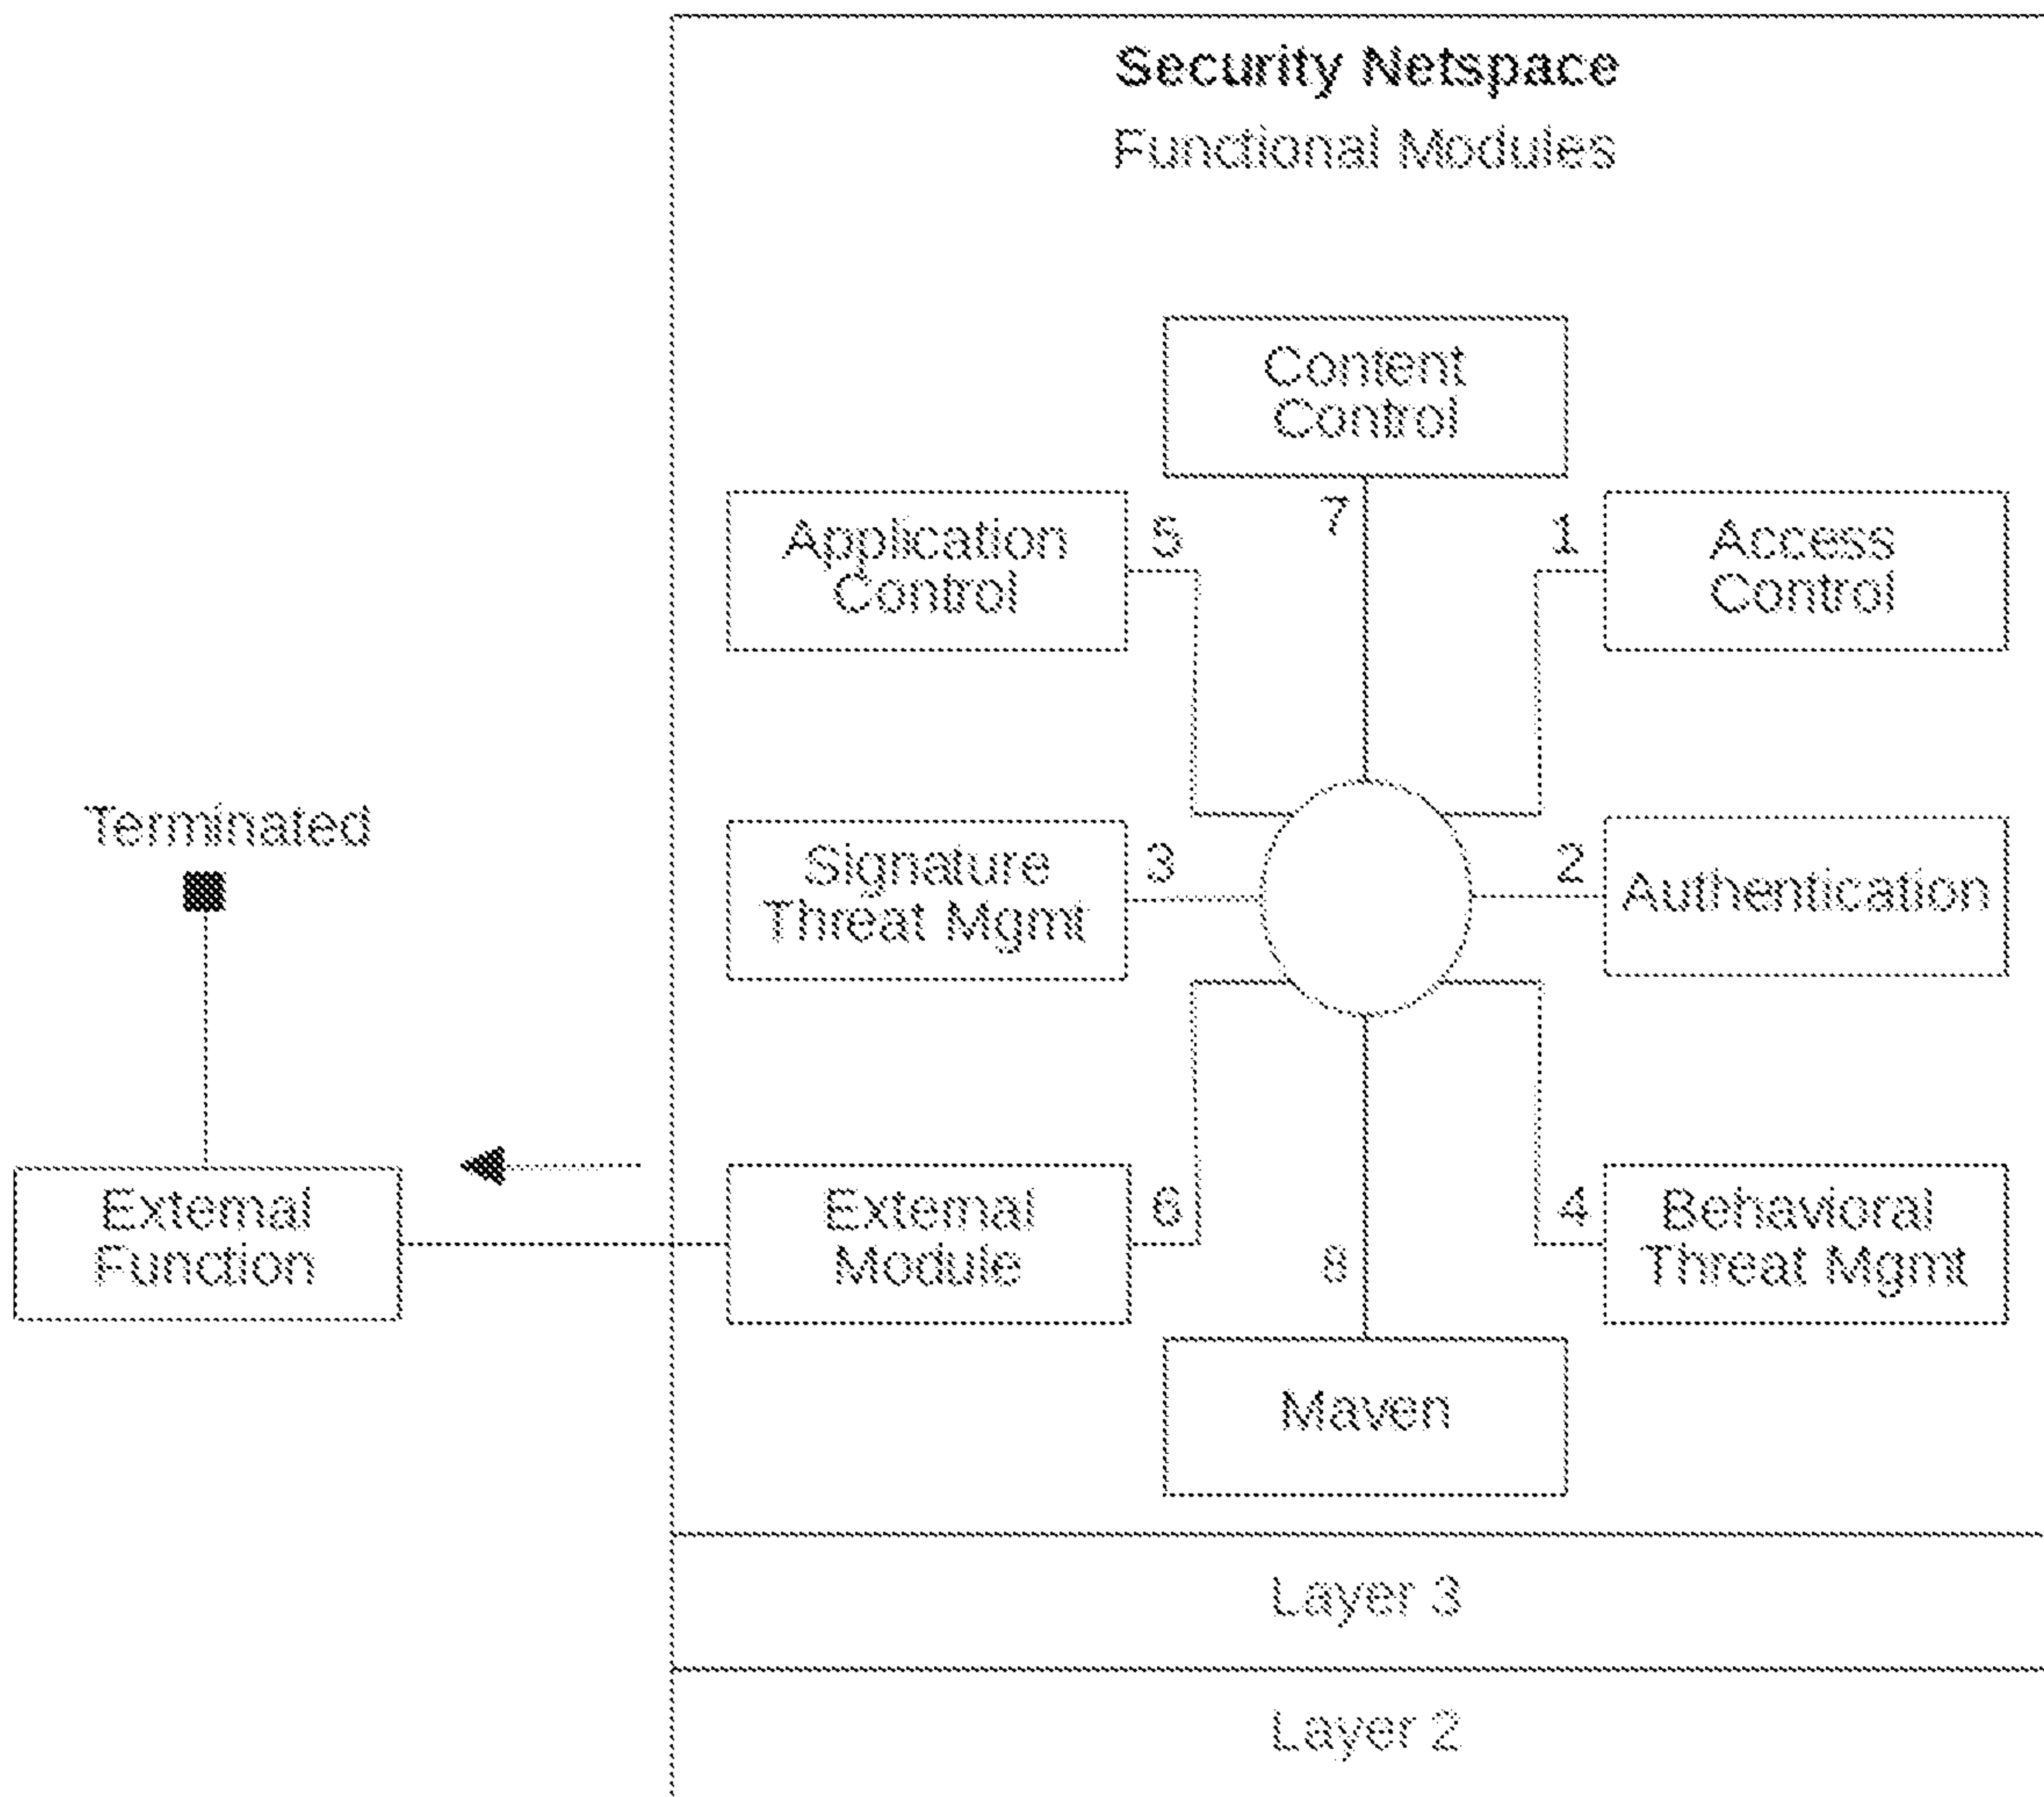 Security Netspace
Functional Modules
Content
Control
7
Application
Control
5
1
Access
Control
Terminated
Signature
Threat Mgmt
3
2
Authentication
External
Function
External
Module
6
8
4
Behavioral
Threat Mgmt
Maven
Layer 3
Layer 2